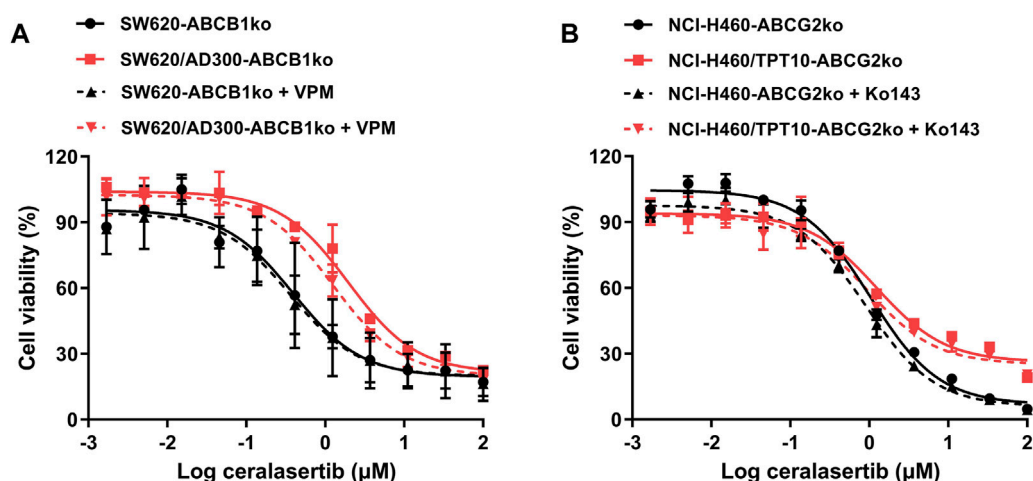 A
SW620-ABCB1ko
SW620/AD300-ABCB1ko
SW620-ABCB1ko + VPM
SW620/AD300-ABCB1ko + VPM
120
90
60
30
0
Cell viability (%)
-3 -2 -1 0 1 2
Log ceralasertib (µM)
B
NCI-H460-ABCG2ko
NCI-H460/TPT10-ABCG2ko
NCI-H460-ABCG2ko + Ko143
NCI-H460/TPT10-ABCG2ko + Ko143
120
90
60
30
0
Cell viability (%)
-3 -2 -1 0 1 2
Log ceralasertib (µM)